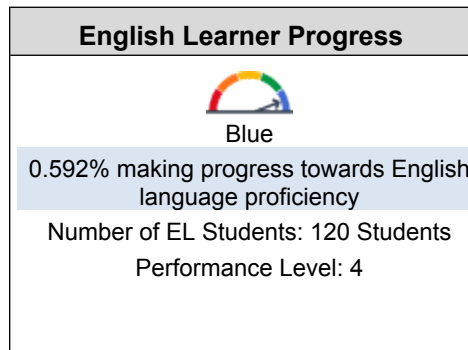 English Learner Progress
Blue
0.592% making progress towards English
language proficiency
Number of EL Students: 120 Students
Performance Level: 4